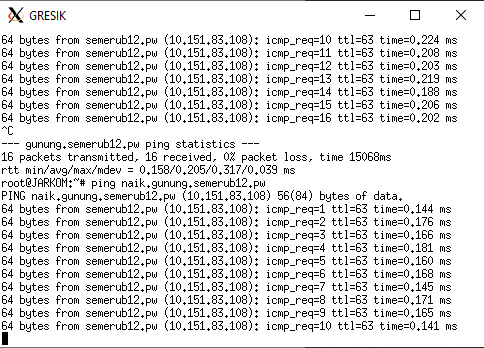 GRESIK
64 bytes from semerub12.pw (10.151.83.108): icmp_req=10 ttl=63 time=0.224 ms
64 bytes from semerub12.pw (10.151.83.108): icmp_req=11 ttl=63 time=0.208 ms
64 bytes from semerub12.pw (10.151.83.108): icmp_req=12 ttl=63 time=0.203 ms
64 bytes from semerub12.pw (10.151.83.108): icmp_req=13 ttl=63 time=0.219 ms
64 bytes from semerub12.pw (10.151.83.108): icmp_req=14 ttl=63 time=0.188 ms
64 bytes from semerub12.pw (10.151.83.108): icmp_req=15 ttl=63 time=0.206 ms
64 bytes from semerub12.pw (10.151.83.108): icmp_req=16 ttl=63 time=0.202 ms
^C
--- gunung.semerub12.pw ping statistics ---
16 packets transmitted, 16 received, 0% packet loss, time 15068ms
rtt min/avg/max/mdev = 0.158/0.205/0.317/0.039 ms
root@JARKOM:~# ping naik.gunung.semerub12.pw
PING naik.gunung.semerub12.pw (10.151.83.108) 56(84) bytes of data.
64 bytes from semerub12.pw (10.151.83.108): icmp_req=1 ttl=63 time=0.144 ms
64 bytes from semerub12.pw (10.151.83.108): icmp_req=2 ttl=63 time=0.176 ms
64 bytes from semerub12.pw (10.151.83.108): icmp_req=3 ttl=63 time=0.166 ms
64 bytes from semerub12.pw (10.151.83.108): icmp_req=4 ttl=63 time=0.181 ms
64 bytes from semerub12.pw (10.151.83.108): icmp_req=5 ttl=63 time=0.160 ms
64 bytes from semerub12.pw (10.151.83.108): icmp_req=6 ttl=63 time=0.168 ms
64 bytes from semerub12.pw (10.151.83.108): icmp_req=7 ttl=63 time=0.145 ms
64 bytes from semerub12.pw (10.151.83.108): icmp_req=8 ttl=63 time=0.171 ms
64 bytes from semerub12.pw (10.151.83.108): icmp_req=9 ttl=63 time=0.165 ms
64 bytes from semerub12.pw (10.151.83.108): icmp_req=10 ttl=63 time=0.141 ms